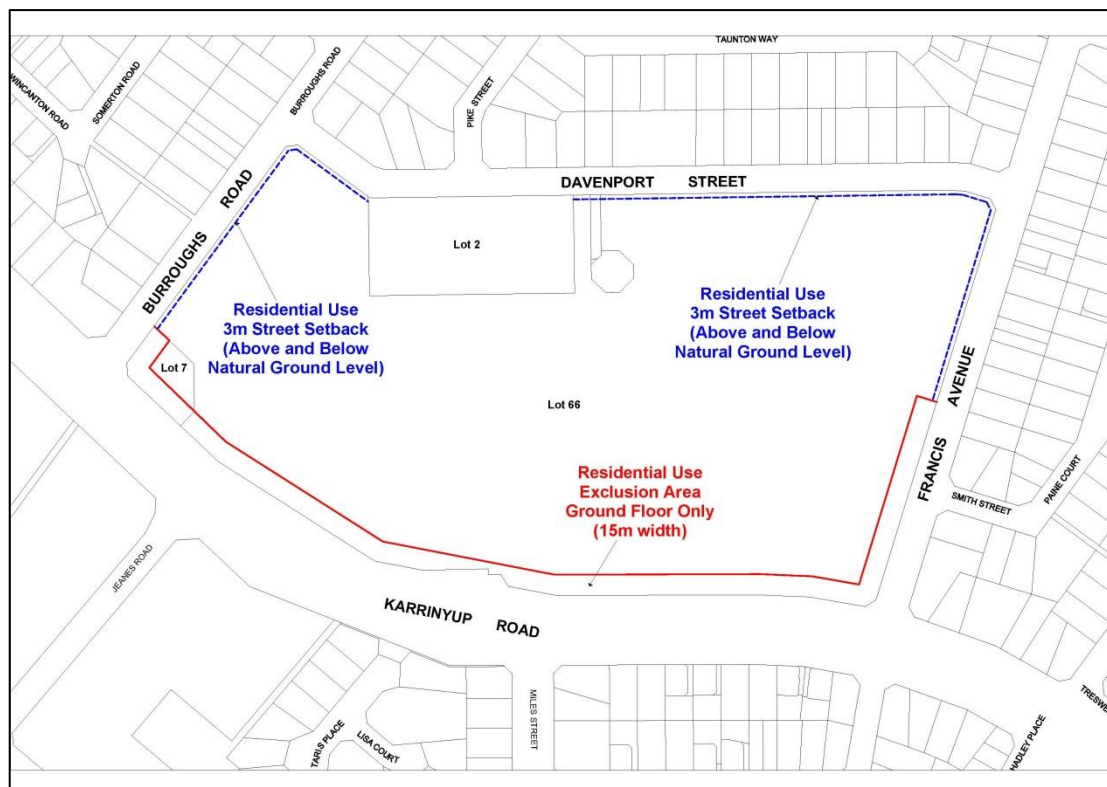 TAUNTON WAY
WINCANTON ROAD
SOMERTON ROAD
BURROUGHS ROAD
PIKE STREET
DAVENPORT STREET
BURROUGHS ROAD
Lot 2
Residential Use
3m Street Setback
(Above and Below
Natural Ground Level)
Residential Use
3m Street Setback
(Above and Below
Natural Ground Level)
Lot 7
Lot 66
FRANCIS AVENUE
Residential Use
Exclusion Area
Ground Floor Only
(15m width)
SMITH STREET
PAINE COURT
JEANES ROAD
KARRINYUP ROAD
MILES STREET
TARLS PLACE
LISA COURT
HADLEY PLACE